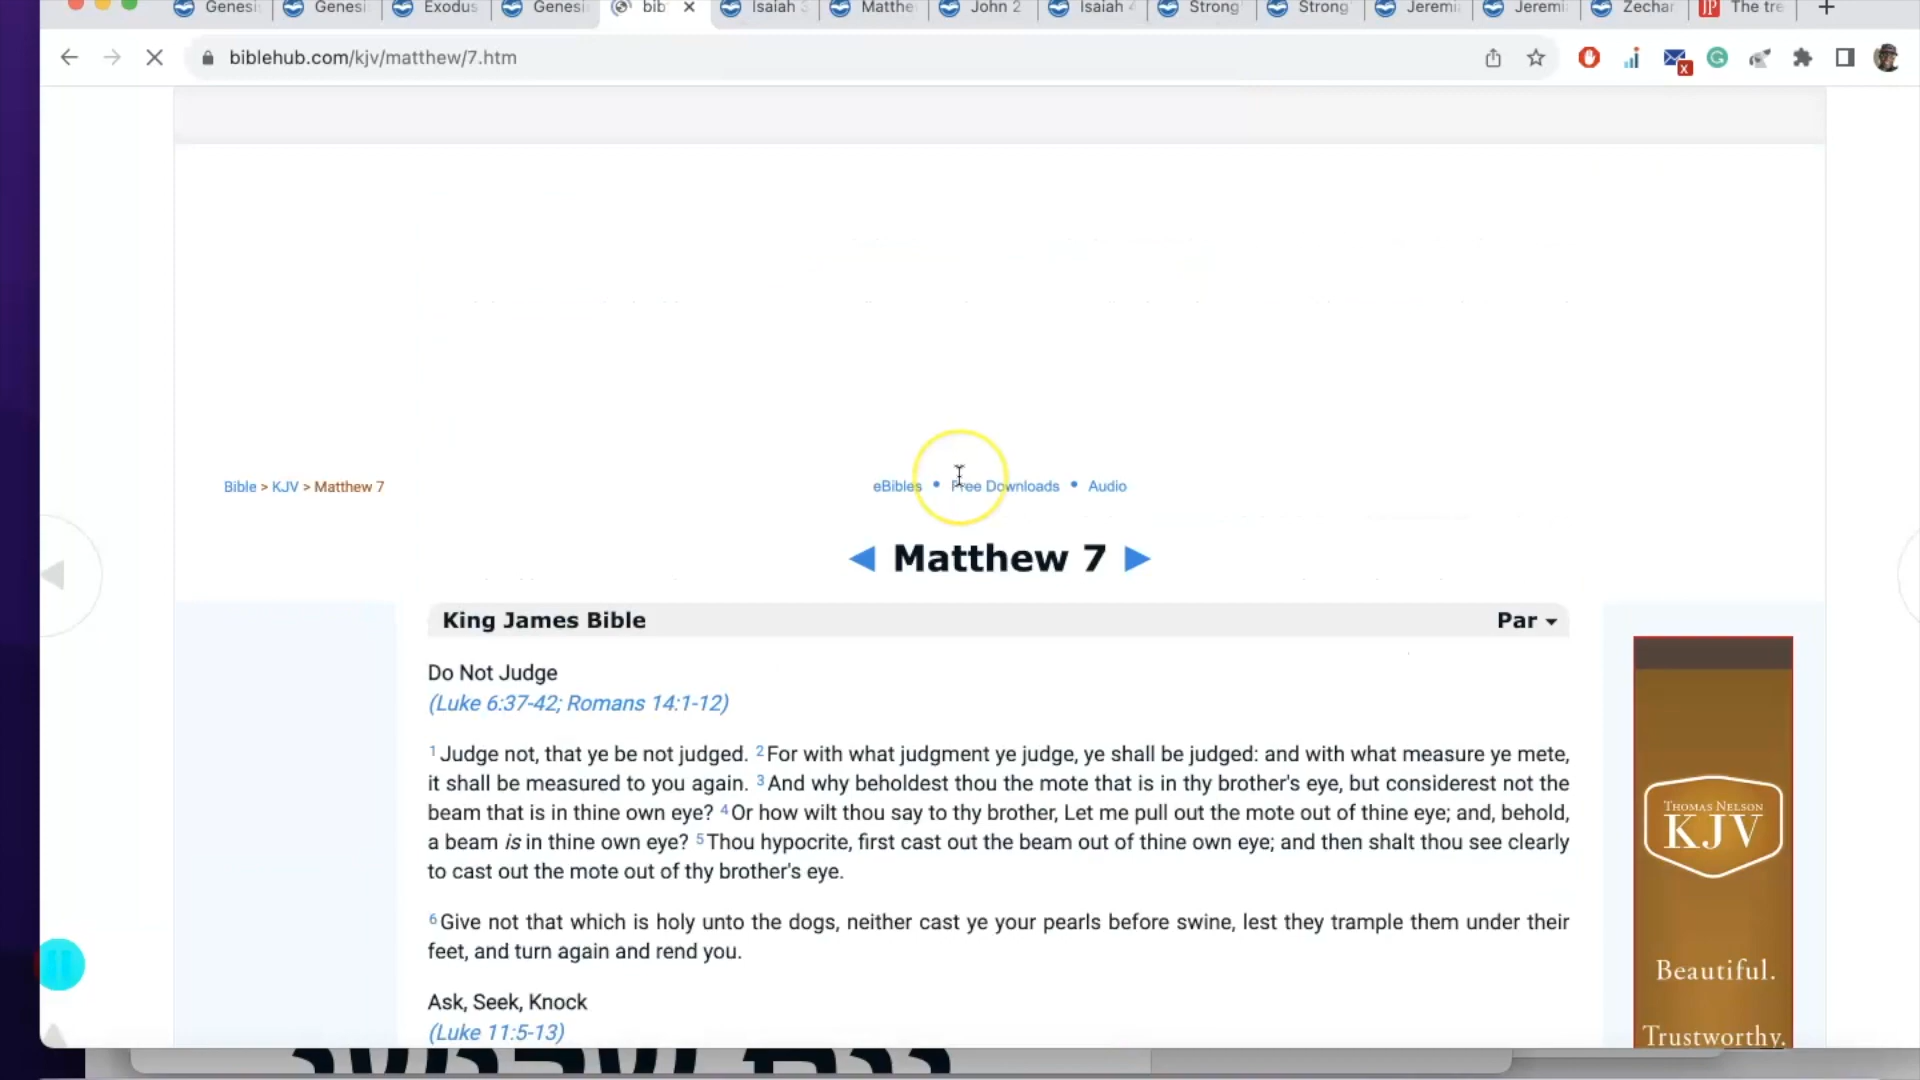 Genesi Genesi Exodus Genesi bib Isaiah 3 Matthe John 2 Isaiah 4 Strong' Strong' Jeremi Jeremi Zechar JP The tre
biblehub.com/kjv/matthew/7.htm
Bible > KJV > Matthew 7
eBibles • Free Downloads • Audio
Matthew 7
King James Bible Par
Do Not Judge
(Luke 6:37-42; Romans 14:1-12)
1 Judge not, that ye be not judged. 2 For with what judgment ye judge, ye shall be judged: and with what measure ye mete,
it shall be measured to you again. 3 And why beholdest thou the mote that is in thy brother's eye, but considerest not the
beam that is in thine own eye? 4 Or how wilt thou say to thy brother, Let me pull out the mote out of thine eye; and, behold,
a beam is in thine own eye? 5 Thou hypocrite, first cast out the beam out of thine own eye; and then shalt thou see clearly
to cast out the mote out of thy brother's eye.
6 Give not that which is holy unto the dogs, neither cast ye your pearls before swine, lest they trample them under their
feet, and turn again and rend you.
Ask, Seek, Knock
(Luke 11:5-13)
THOMAS NELSON
KJV
Beautiful.
Trustworthy.